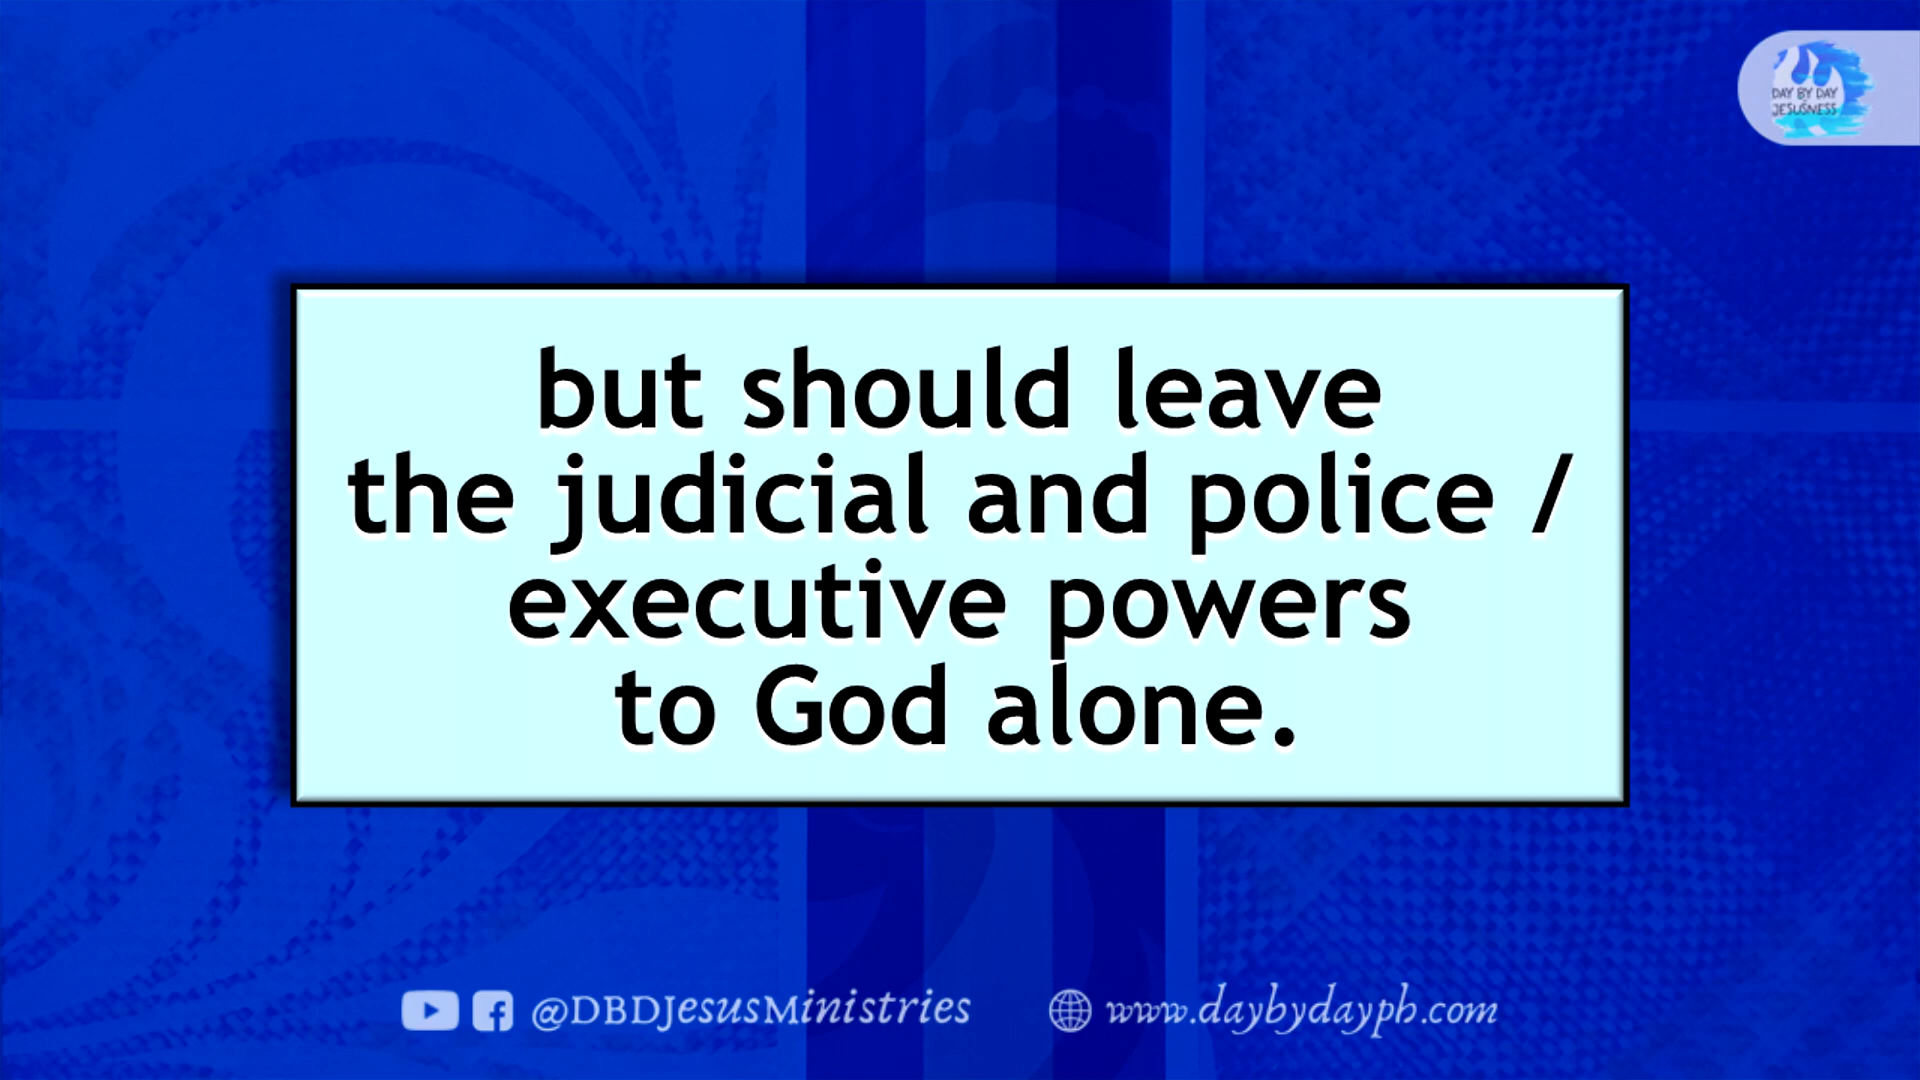 DAY BY DAY
JESUSNESS
but should leave
the judicial and police /
executive powers
to God alone.
@DBDJesusMinistries
www.daybydayph.com